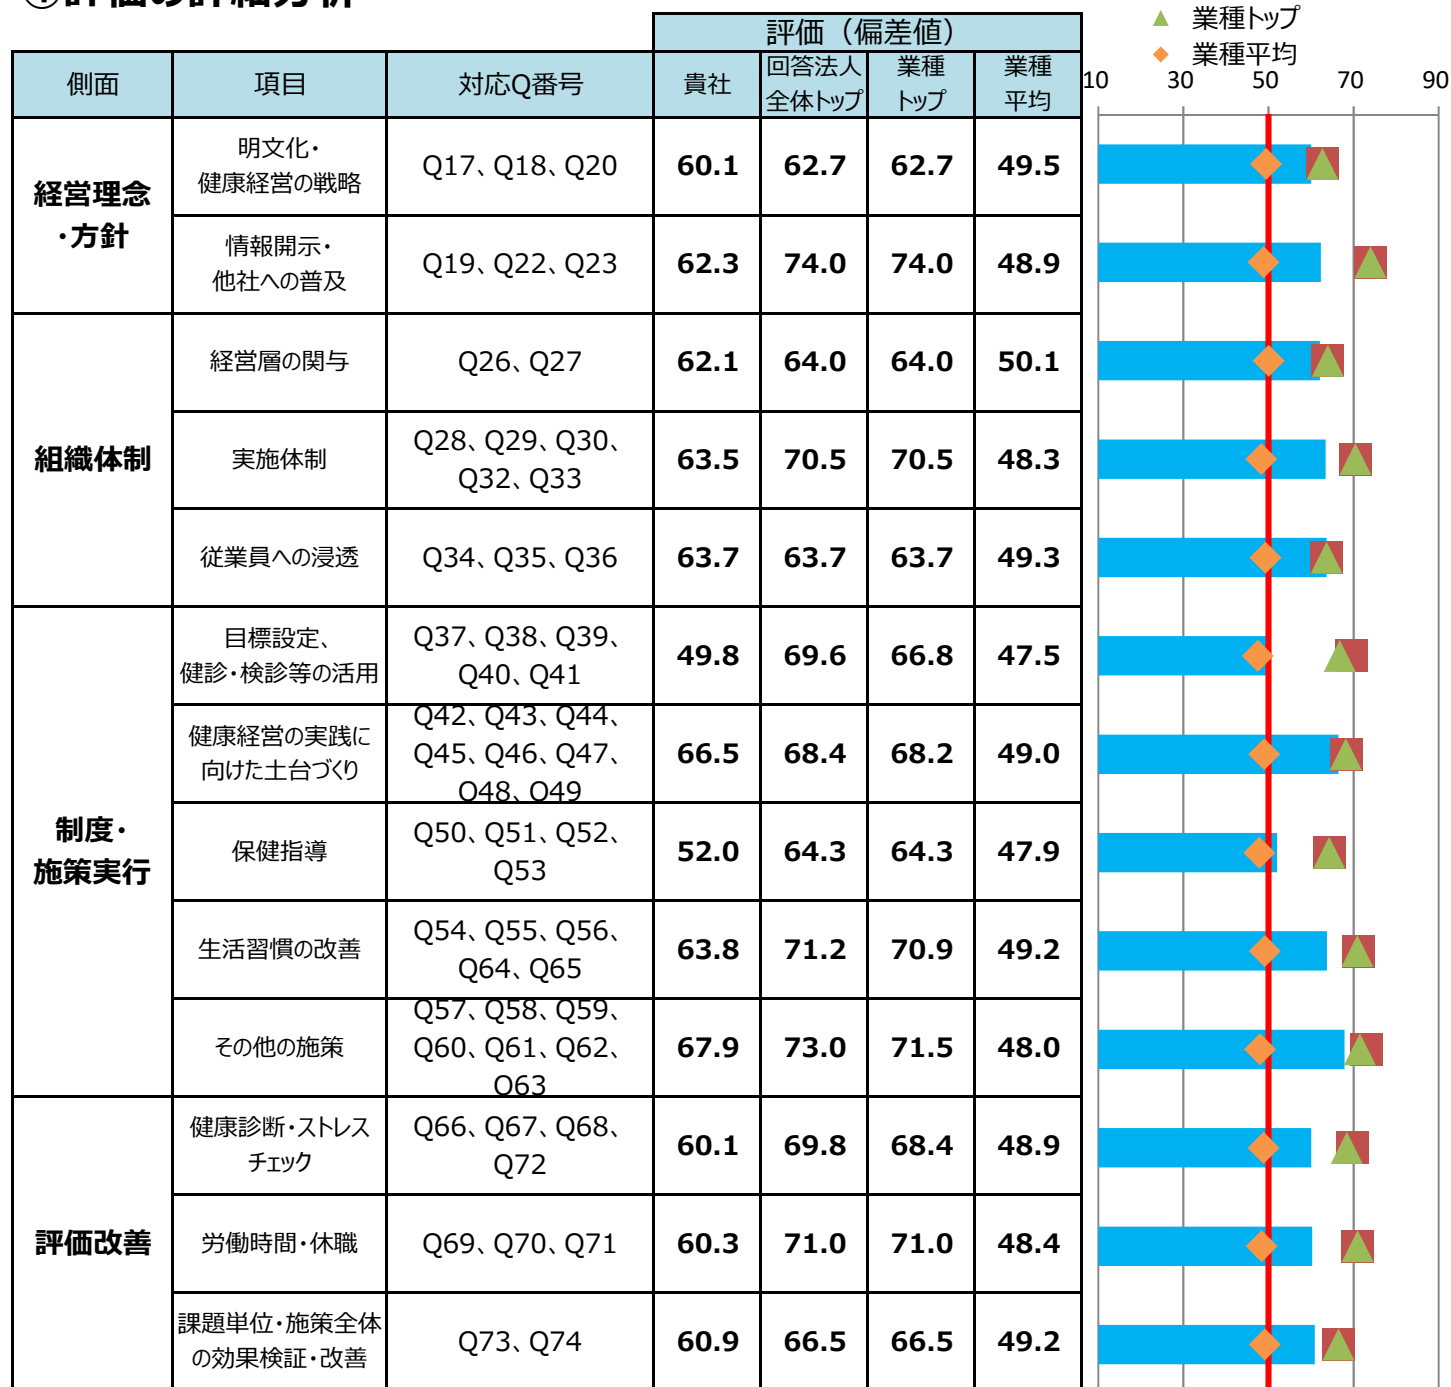 ①評価の詳細分析
▲ 業種トップ
◆ 業種平均
評価（偏差値）
側面 項目 対応Q番号 貴社 回答法人 業種 業種
全体トップ トップ 平均
10 30 50 70 90
経営理念
・方針
明文化・
健康経営の戦略
Q17、Q18、Q20 60.1 62.7 62.7 49.5
情報開示・
他社への普及
Q19、Q22、Q23 62.3 74.0 74.0 48.9
組織体制
経営層の関与 Q26、Q27 62.1 64.0 64.0 50.1
実施体制
Q28、Q29、Q30、
Q32、Q33
63.5 70.5 70.5 48.3
従業員への浸透 Q34、Q35、Q36 63.7 63.7 63.7 49.3
制度・
施策実行
目標設定、
健診・検診等の活用
Q37、Q38、Q39、
Q40、Q41
49.8 69.6 66.8 47.5
健康経営の実践に
向けた土台づくり
Q42、Q43、Q44、
Q45、Q46、Q47、
Q48、Q49
66.5 68.4 68.2 49.0
保健指導
Q50、Q51、Q52、
Q53
52.0 64.3 64.3 47.9
生活習慣の改善
Q54、Q55、Q56、
Q64、Q65
63.8 71.2 70.9 49.2
その他の施策
Q57、Q58、Q59、
Q60、Q61、Q62、
Q63
67.9 73.0 71.5 48.0
評価改善
健康診断・ストレス
チェック
Q66、Q67、Q68、
Q72
60.1 69.8 68.4 48.9
労働時間・休職 Q69、Q70、Q71 60.3 71.0 71.0 48.4
課題単位・施策全体
の効果検証・改善
Q73、Q74 60.9 66.5 66.5 49.2